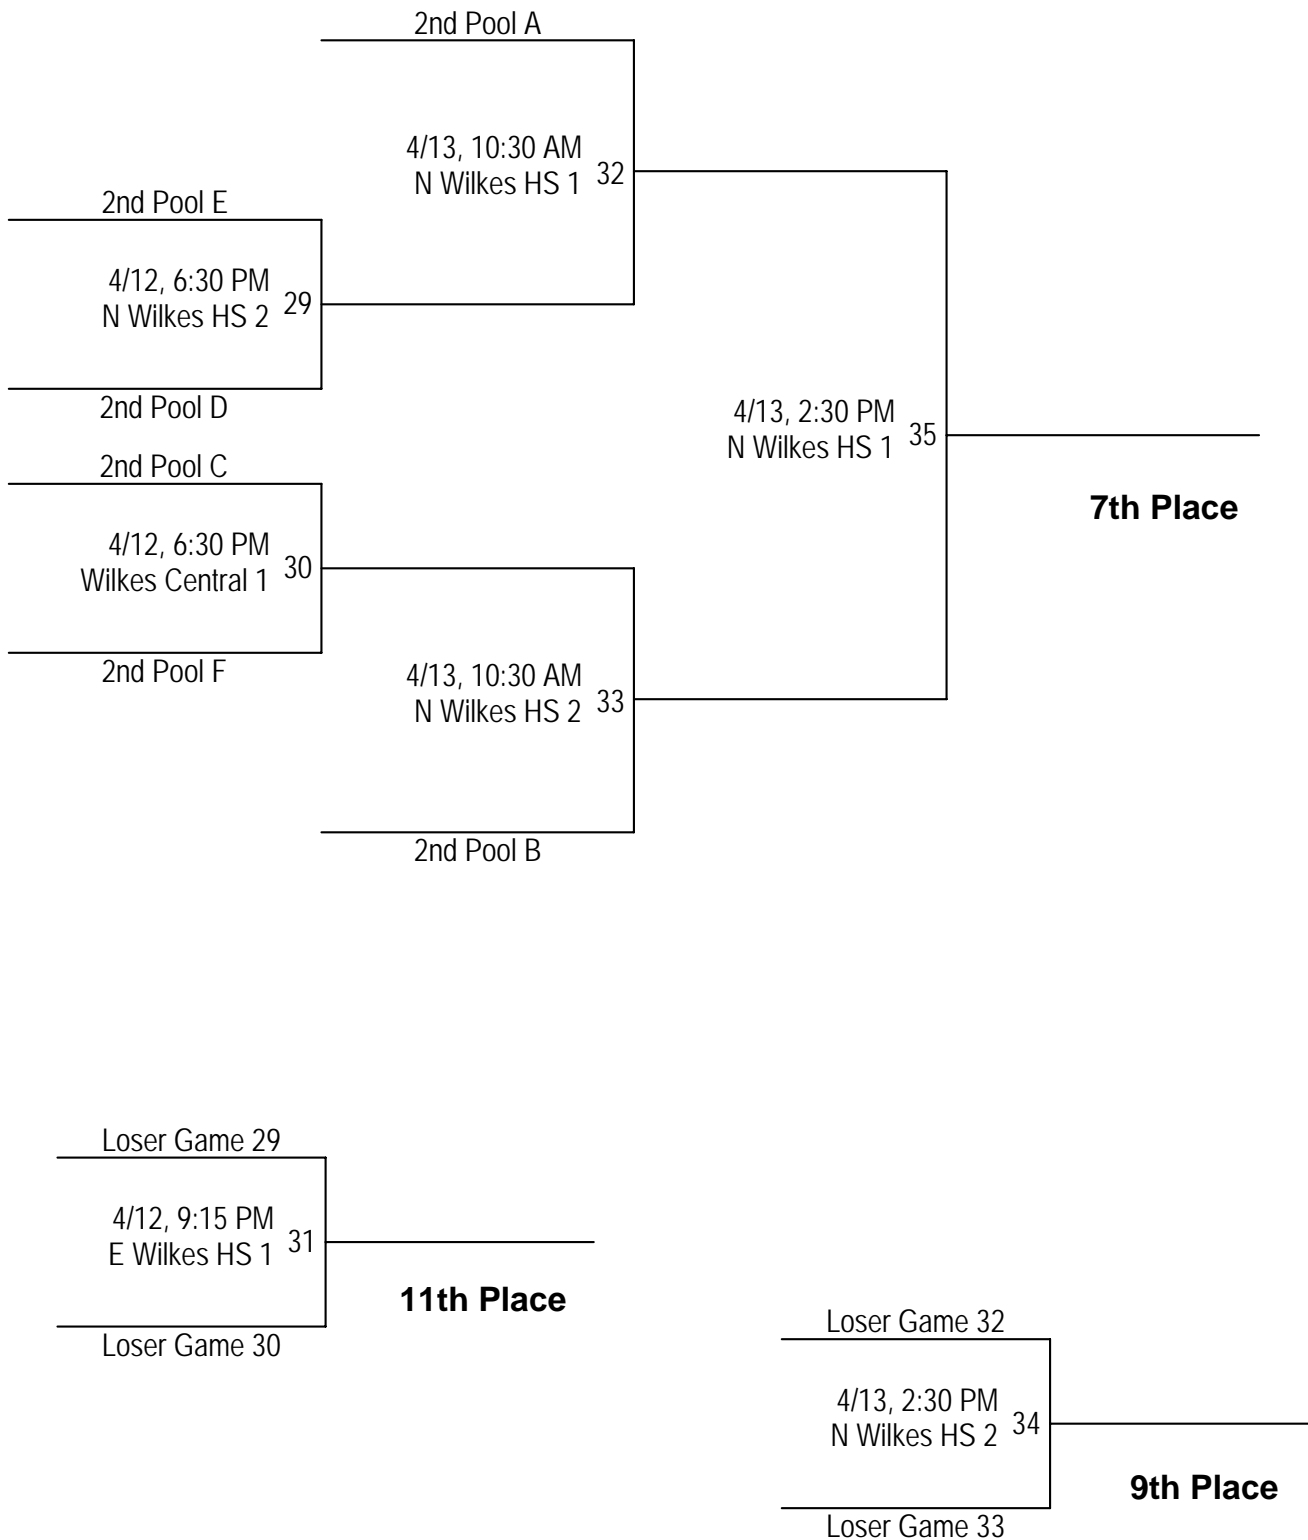 2nd Pool A
4/13, 10:30 AM
N Wilkes HS 1
32
2nd Pool E
4/12, 6:30 PM
N Wilkes HS 2
29
2nd Pool D
4/13, 2:30 PM
N Wilkes HS 1
35
2nd Pool C
7th Place
4/12, 6:30 PM
Wilkes Central 1
30
2nd Pool F
4/13, 10:30 AM
N Wilkes HS 2
33
2nd Pool B
Loser Game 29
4/12, 9:15 PM
E Wilkes HS 1
31
11th Place
Loser Game 30
Loser Game 32
4/13, 2:30 PM
N Wilkes HS 2
34
9th Place
Loser Game 33